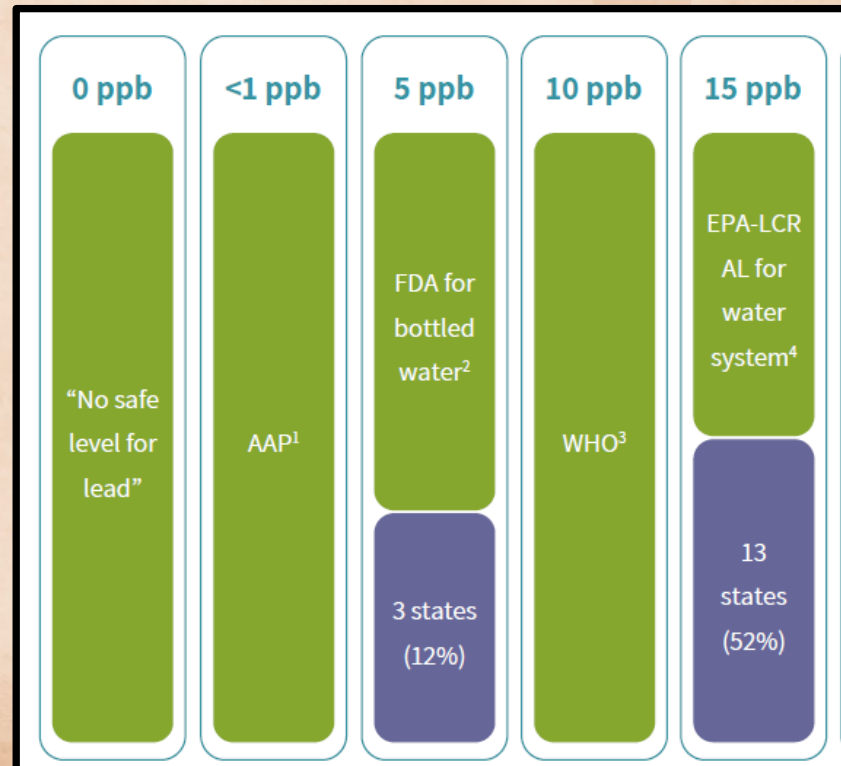 0 ppb
“No safe
level for
lead”
<1 ppb
AAP¹
5 ppb
FDA for
bottled
water²
3 states
(12%)
10 ppb
WHO³
15 ppb
EPA-LCR
AL for
water
system⁴
13
states
(52%)